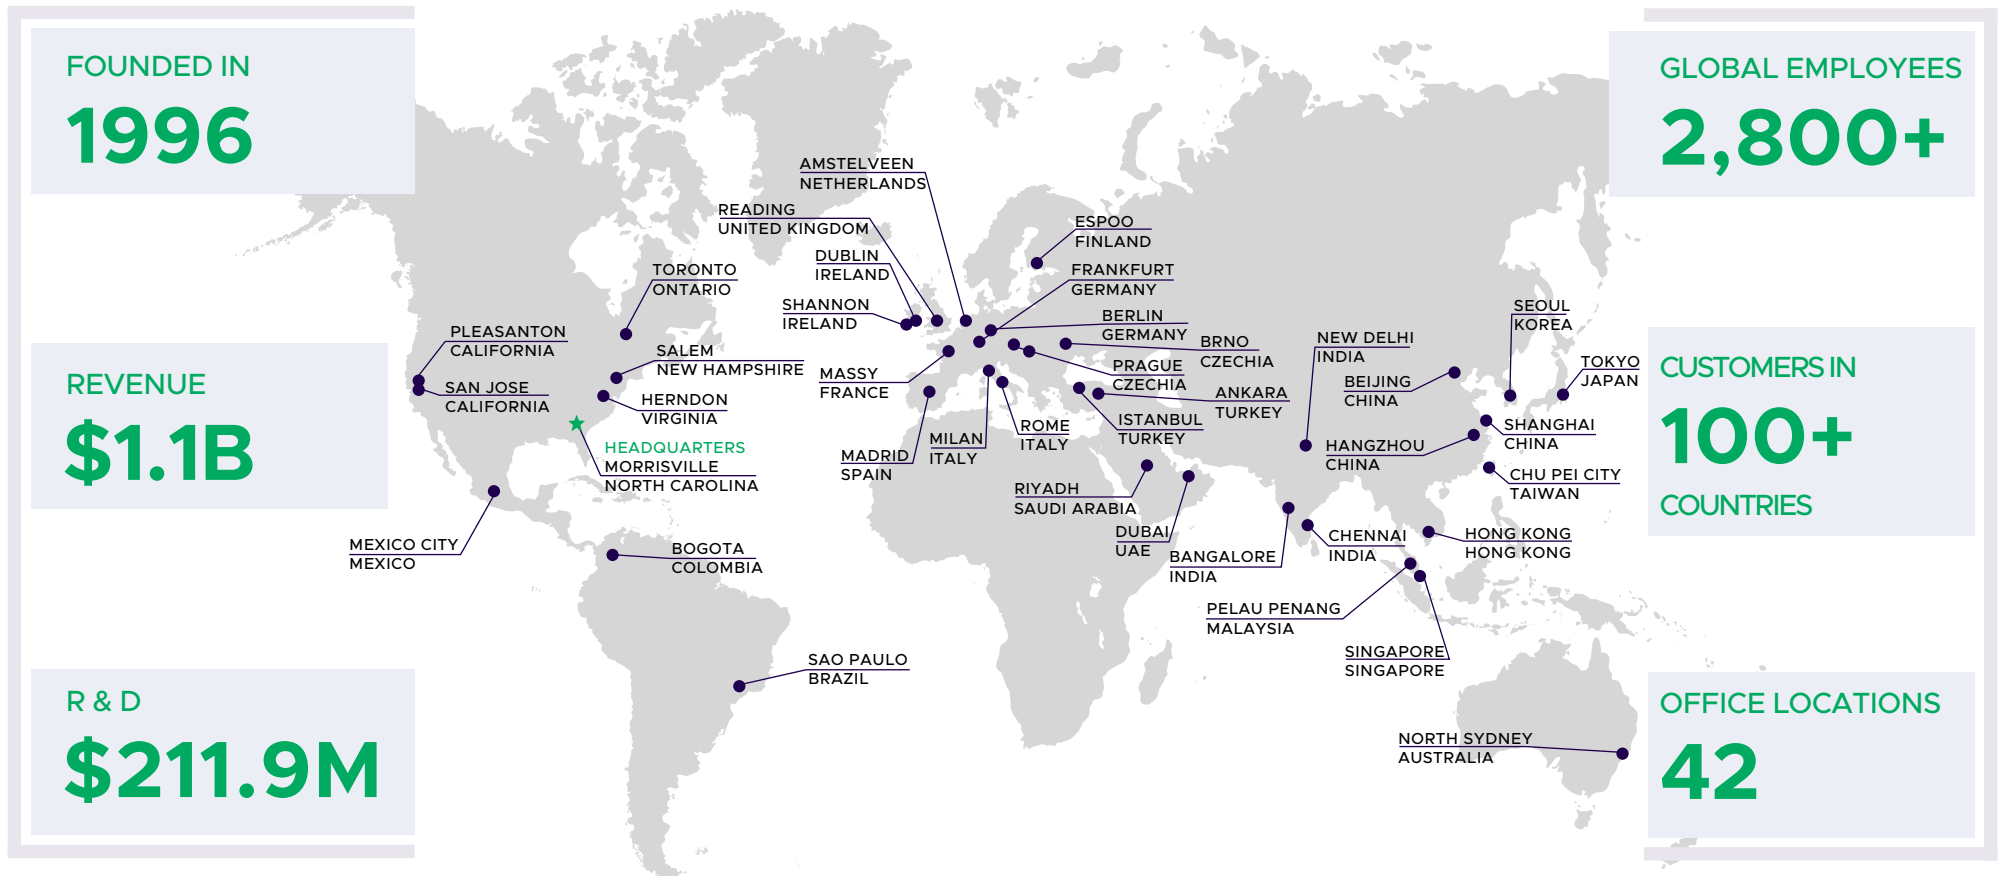 FOUNDED IN
1996
REVENUE
$1.1B
R & D
$211.9M
AMSTELVEEN
NETHERLANDS
READING
UNITED KINGDOM
DUBLIN
IRELAND
SHANNON
IRELAND
TORONTO
ONTARIO
PLEASANTON
CALIFORNIA
SAN JOSE
CALIFORNIA
SALEM
NEW HAMPSHIRE
HERNDON
VIRGINIA
HEADQUARTERS
MORRISVILLE
NORTH CAROLINA
MEXICO CITY
MEXICO
BOGOTA
COLOMBIA
SAO PAULO
BRAZIL
MASSY
FRANCE
MADRID
SPAIN
MILAN
ITALY
ROME
ITALY
ESPOO
FINLAND
FRANKFURT
GERMANY
BERLIN
GERMANY
BRNO
CZECHIA
PRAGUE
CZECHIA
ANKARA
TURKEY
ISTANBUL
TURKEY
RIYADH
SAUDI ARABIA
DUBAI
UAE
NEW DELHI
INDIA
BANGALORE
INDIA
CHENNAI
INDIA
BEIJING
CHINA
HANGZHOU
CHINA
SEOUL
KOREA
TOKYO
JAPAN
SHANGHAI
CHINA
CHU PEI CITY
TAIWAN
HONG KONG
HONG KONG
PELAU PENANG
MALAYSIA
SINGAPORE
SINGAPORE
NORTH SYDNEY
AUSTRALIA
GLOBAL EMPLOYEES
2,800+
CUSTOMERS IN
100+
COUNTRIES
OFFICE LOCATIONS
42